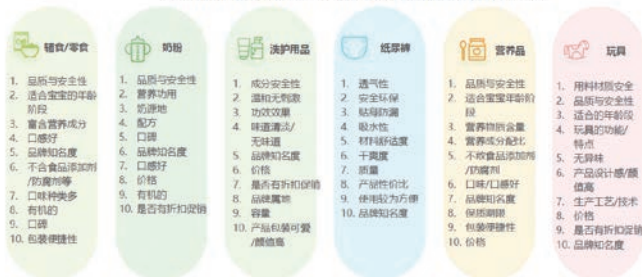 辅食/零食
1. 品质与安全性
2. 适合宝宝的年龄
阶段
3. 富含营养成分
4. 口感好
5. 品牌知名度
6. 不含食品添加剂
/防腐剂等
7. 口味种类多
8. 有机的
9. 口碑
10. 包装便捷性
奶粉
1. 品质与安全性
2. 营养功用
3. 奶源地
4. 配方
5. 口碑
6. 品牌知名度
7. 口感好
8. 价格
9. 有机的
10. 是否有折扣促销
洗护用品
1. 成分安全性
2. 温和无刺激
3. 功效效果
4. 味道清淡/
无味道
5. 品牌知名度
6. 价格
7. 是否有折扣促销
8. 品牌属地
9. 容量
10. 产品包装可爱
/颜值高
纸尿裤
1. 透气性
2. 安全环保
3. 贴身防漏
4. 吸水性
5. 材料舒适度
6. 干爽度
7. 质量
8. 产品性价比
9. 使用较为方便
10. 品牌知名度
营养品
1. 品质与安全性
2. 适合宝宝年龄阶
段
3. 营养物质含量
4. 营养成分配比
5. 不放食品添加剂
/防腐剂
6. 口味/口感好
7. 品牌知名度
8. 保质期限
9. 包装便捷性
10. 价格
玩具
1. 用料材质安全
2. 品质与安全性
3. 适合的年龄段
4. 玩具的功能/
特点
5. 无异味
6. 产品设计感/颜
值高
7. 生产工艺/技术
8. 价格
9. 是否有折扣促销
10. 品牌知名度